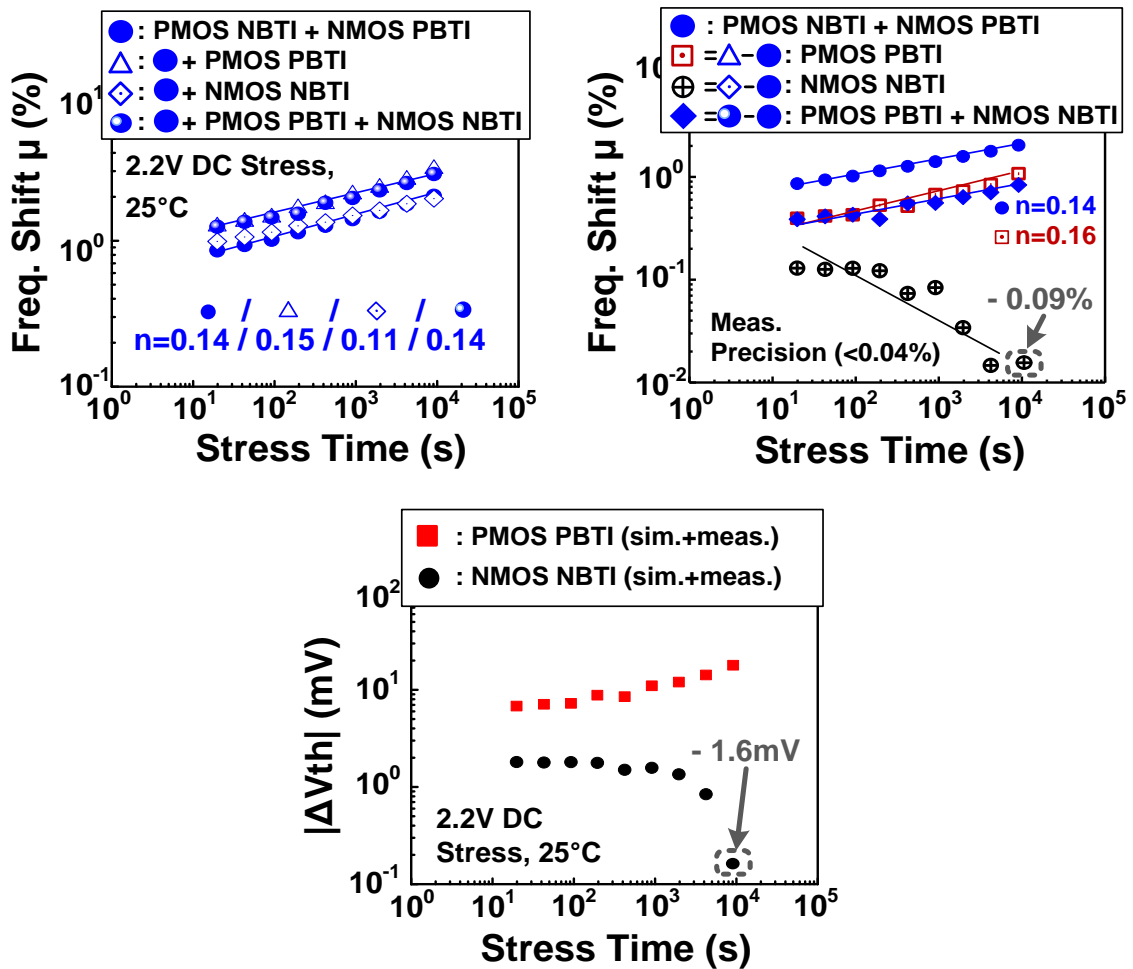 : PMOS NBTI + NMOS PBTI
: + PMOS PBTI
: + NMOS NBTI
: + PMOS PBTI + NMOS NBTI
Freq. Shift µ (%)
10¹
10⁰
10⁻¹
2.2V DC Stress,
25°C
/ / /
n=0.14 / 0.15 / 0.11 / 0.14
10⁰ 10¹ 10² 10³ 10⁴ 10⁵
Stress Time (s)
: PMOS NBTI + NMOS PBTI
= - : PMOS PBTI
= - : NMOS NBTI
= - : PMOS PBTI + NMOS NBTI
Freq. Shift µ (%)
10
10⁰
10⁻¹
10⁻²
n=0.14
n=0.16
- 0.09%
Meas.
Precision (<0.04%)
10⁰ 10¹ 10² 10³ 10⁴ 10⁵
Stress Time (s)
: PMOS PBTI (sim.+meas.)
: NMOS NBTI (sim.+meas.)
|ΔVth| (mV)
10²
10¹
10⁰
10⁻¹
- 1.6mV
2.2V DC
Stress, 25°C
10⁰ 10¹ 10² 10³ 10⁴ 10⁵
Stress Time (s)